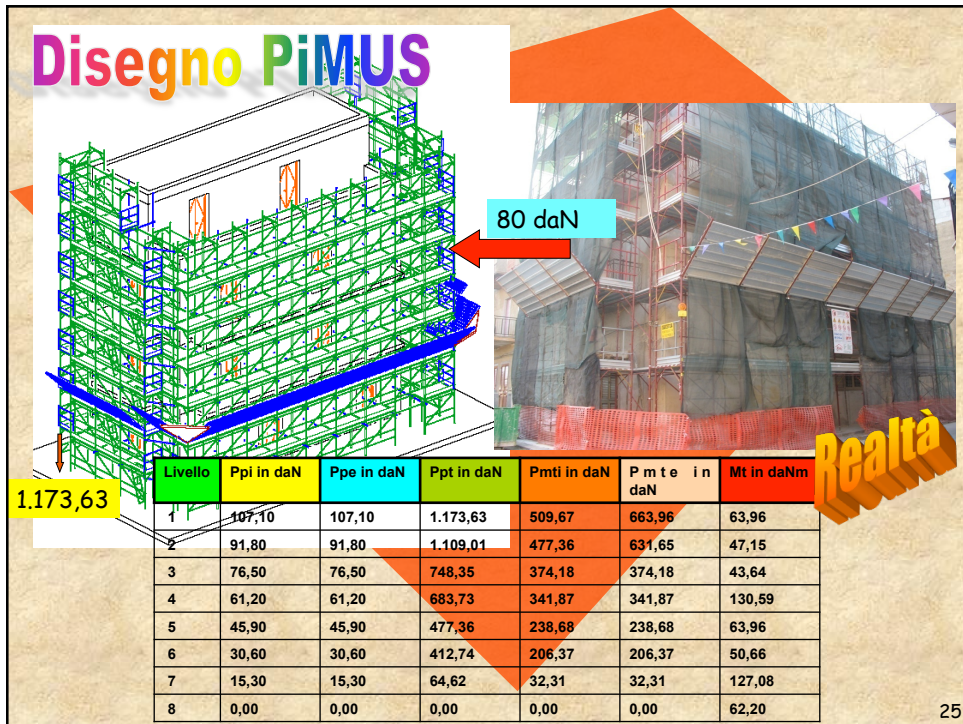 Disegno PiMUS
80 daN
Realtà
1.173,63
Livello Ppi in daN Ppe in daN Ppt in daN Pmti in daN P m t e i n daN Mt in daNm
1 107,10 107,10 1.173,63 509,67 663,96 63,96
2 91,80 91,80 1.109,01 477,36 631,65 47,15
3 76,50 76,50 748,35 374,18 374,18 43,64
4 61,20 61,20 683,73 341,87 341,87 130,59
5 45,90 45,90 477,36 238,68 238,68 63,96
6 30,60 30,60 412,74 206,37 206,37 50,66
7 15,30 15,30 64,62 32,31 32,31 127,08
8 0,00 0,00 0,00 0,00 0,00 62,20
25